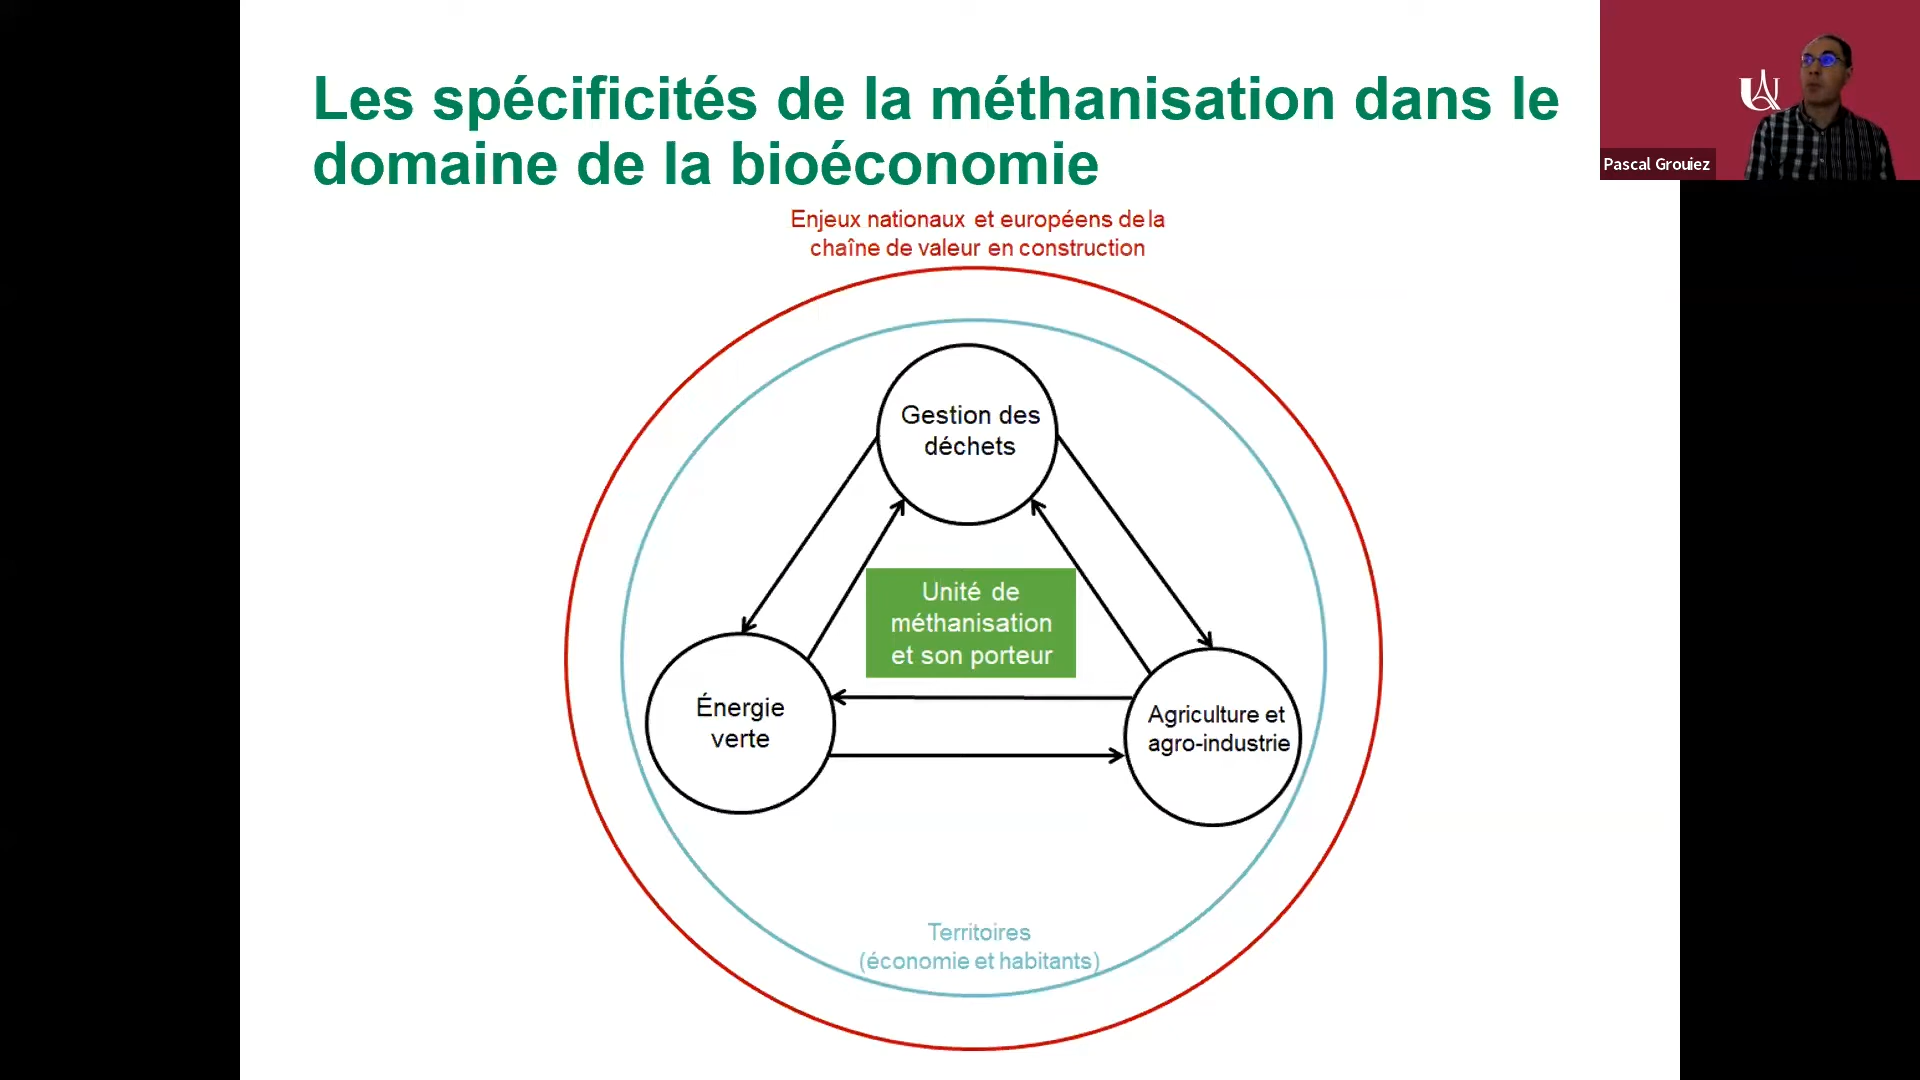 Les spécificités de la méthanisation dans le
domaine de la bioéconomie
Pascal Grouiez
Enjeux nationaux et européens de la
chaîne de valeur en construction
Gestion des
déchets
Unité de
méthanisation
et son porteur
Énergie
verte
Agriculture et
agro-industrie
Territoires
(économie et habitants)